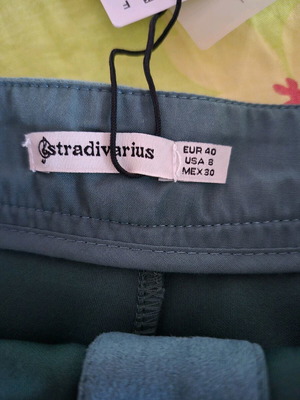 stradivarius
EUR 40
USA 8
MEX 30